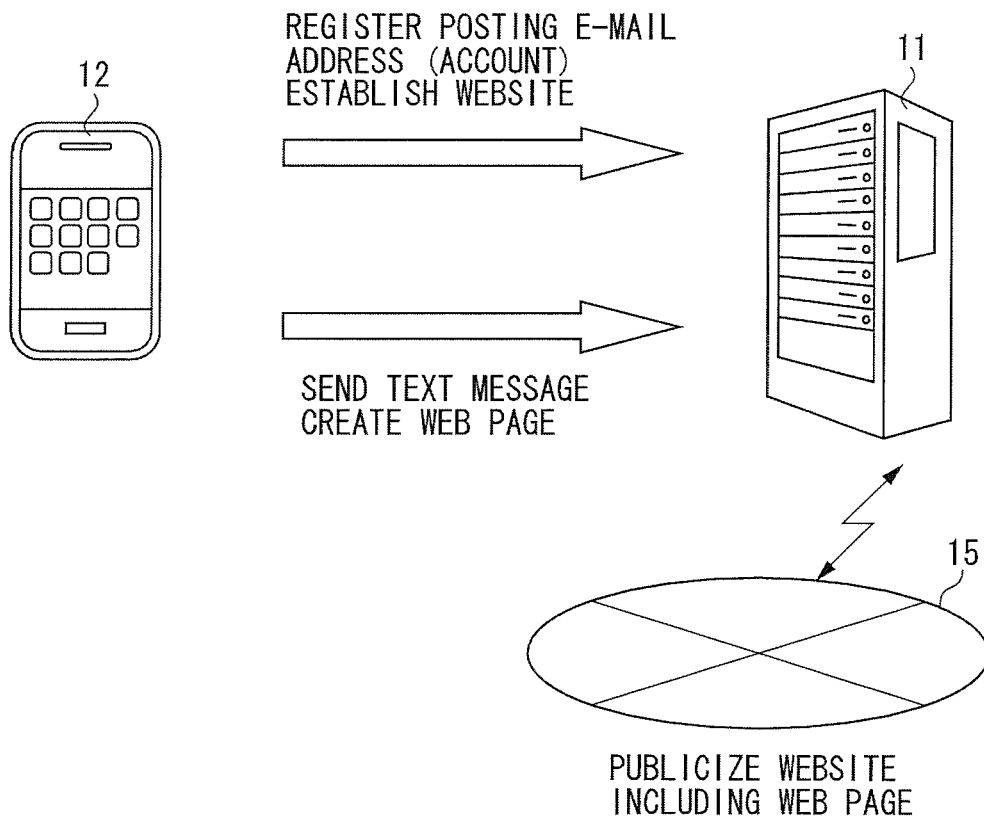 REGISTER POSTING E-MAIL
ADDRESS (ACCOUNT)
ESTABLISH WEBSITE
12
11
SEND TEXT MESSAGE
CREATE WEB PAGE
15
PUBLICIZE WEBSITE
INCLUDING WEB PAGE